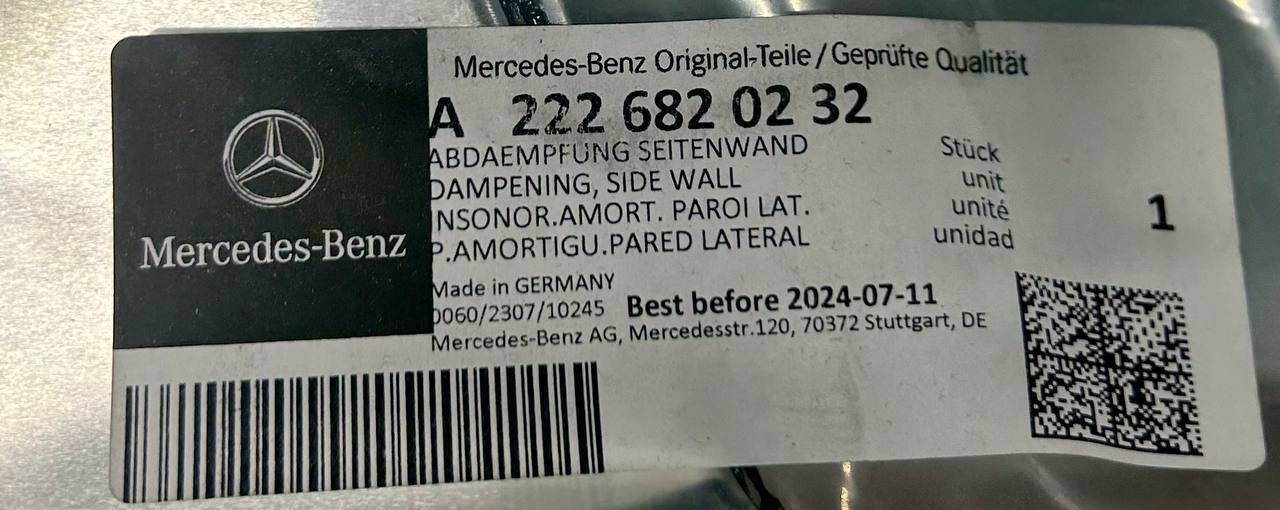 Mercedes-Benz Original-Teile / Geprüfte Qualität
A 222 682 02 32
ABDAEMPFUNG SEITENWAND Stück
DAMPENING, SIDE WALL unit
INSONOR.AMORT. PAROI LAT. unité
P.AMORTIGU.PARED LATERAL unidad
1
Mercedes-Benz
Made in GERMANY
0060/2307/10245 Best before 2024-07-11
Mercedes-Benz AG, Mercedesstr.120, 70372 Stuttgart, DE